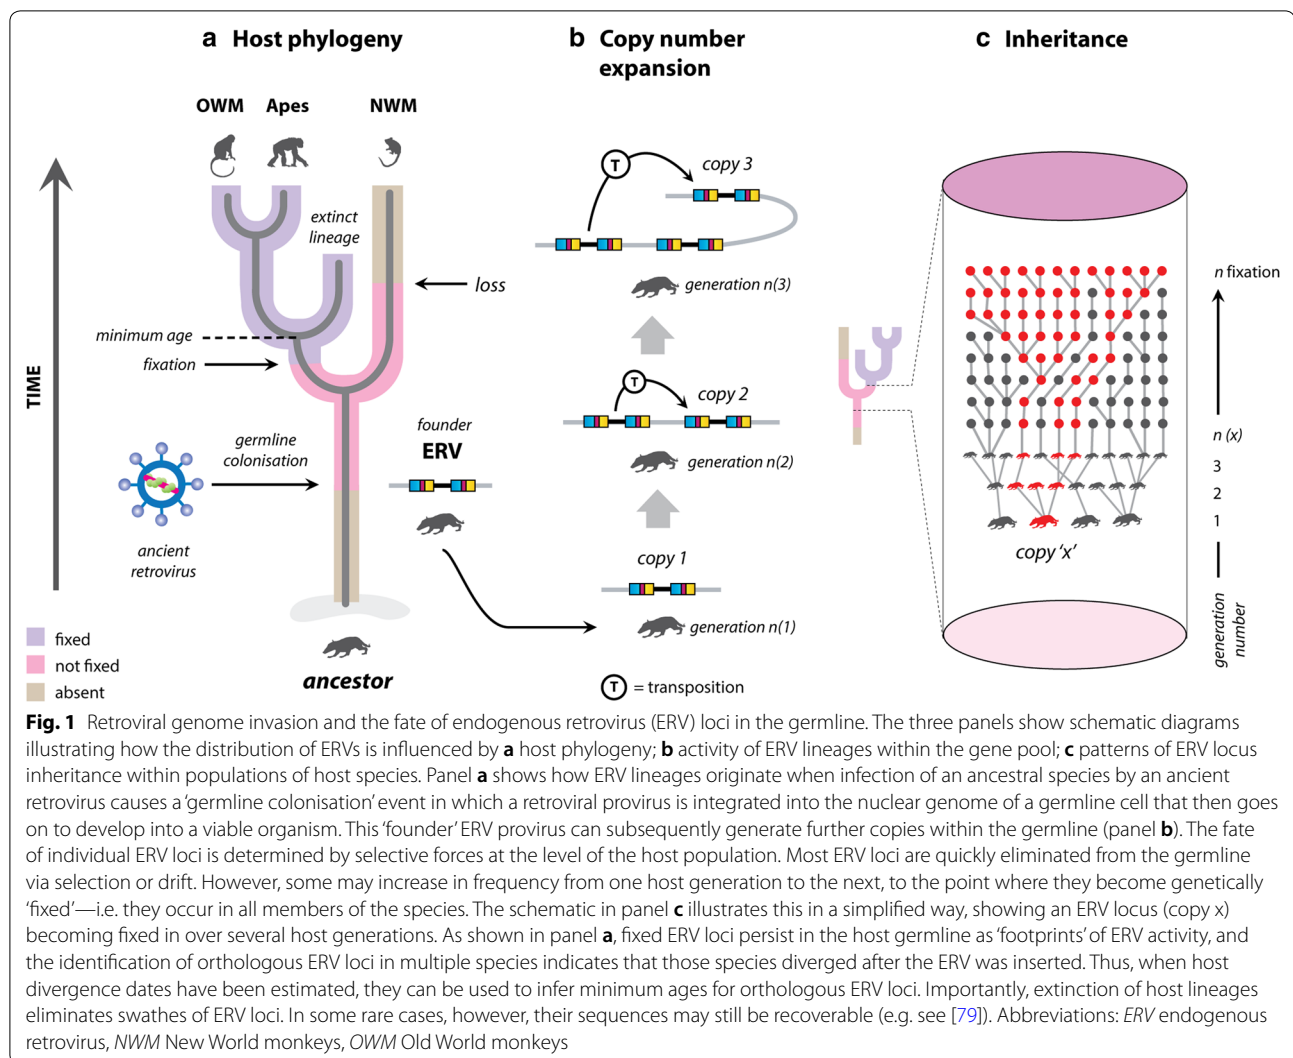 a Host phylogeny
b Copy number
expansion
c Inheritance
OWM Apes NWM
extinct
lineage
loss
minimum age
fixation
TIME
germline
colonisation
founder
ERV
ancient
retrovirus
fixed
not fixed
absent
ancestor
T
copy 3
generation n(3)
T
copy 2
generation n(2)
copy 1
generation n(1)
T = transposition
n fixation
n (x)
3
2
1
copy ‘x’
generation
number
Fig. 1 Retroviral genome invasion and the fate of endogenous retrovirus (ERV) loci in the germline. The three panels show schematic diagrams
illustrating how the distribution of ERVs is influenced by a host phylogeny; b activity of ERV lineages within the gene pool; c patterns of ERV locus
inheritance within populations of host species. Panel a shows how ERV lineages originate when infection of an ancestral species by an ancient
retrovirus causes a ‘germline colonisation’ event in which a retroviral provirus is integrated into the nuclear genome of a germline cell that then goes
on to develop into a viable organism. This ‘founder’ ERV provirus can subsequently generate further copies within the germline (panel b). The fate
of individual ERV loci is determined by selective forces at the level of the host population. Most ERV loci are quickly eliminated from the germline
via selection or drift. However, some may increase in frequency from one host generation to the next, to the point where they become genetically
‘fixed’—i.e. they occur in all members of the species. The schematic in panel c illustrates this in a simplified way, showing an ERV locus (copy x)
becoming fixed in over several host generations. As shown in panel a, fixed ERV loci persist in the host germline as ‘footprints’ of ERV activity, and
the identification of orthologous ERV loci in multiple species indicates that those species diverged after the ERV was inserted. Thus, when host
divergence dates have been estimated, they can be used to infer minimum ages for orthologous ERV loci. Importantly, extinction of host lineages
eliminates swathes of ERV loci. In some rare cases, however, their sequences may still be recoverable (e.g. see [79]). Abbreviations: ERV endogenous
retrovirus, NWM New World monkeys, OWM Old World monkeys